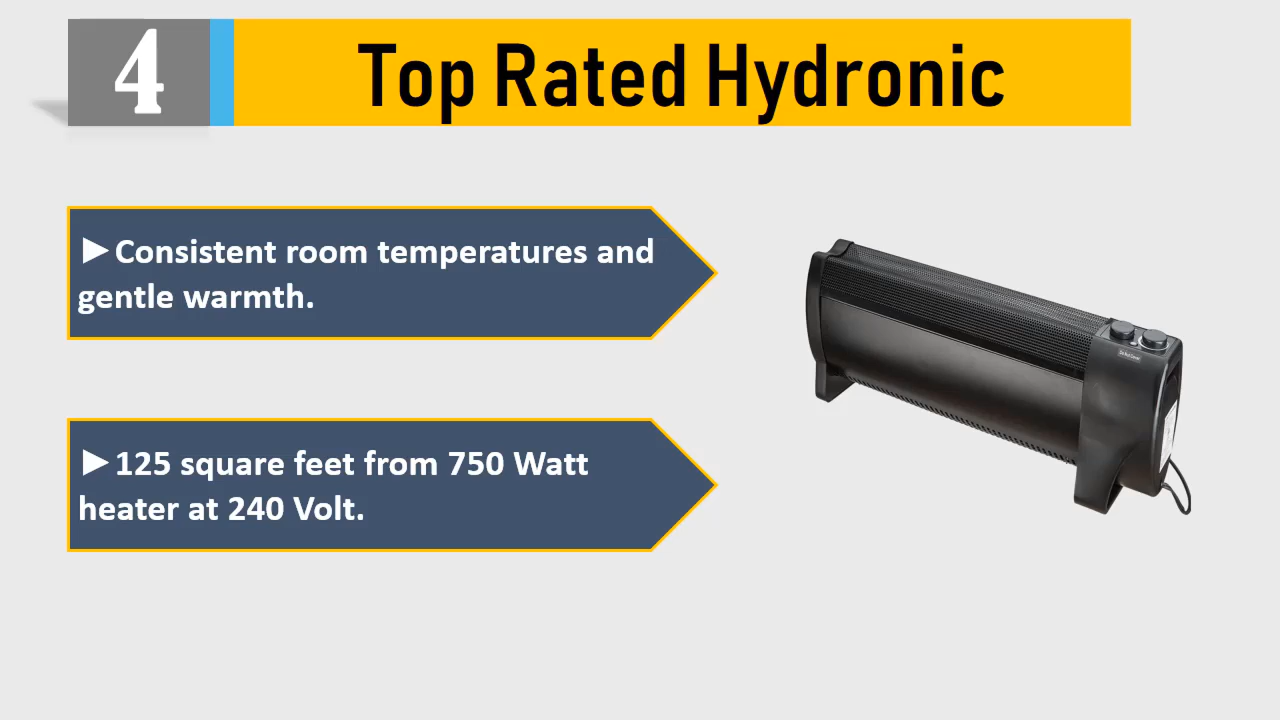 4
Top Rated Hydronic
►Consistent room temperatures and
gentle warmth.
►125 square feet from 750 Watt
heater at 240 Volt.